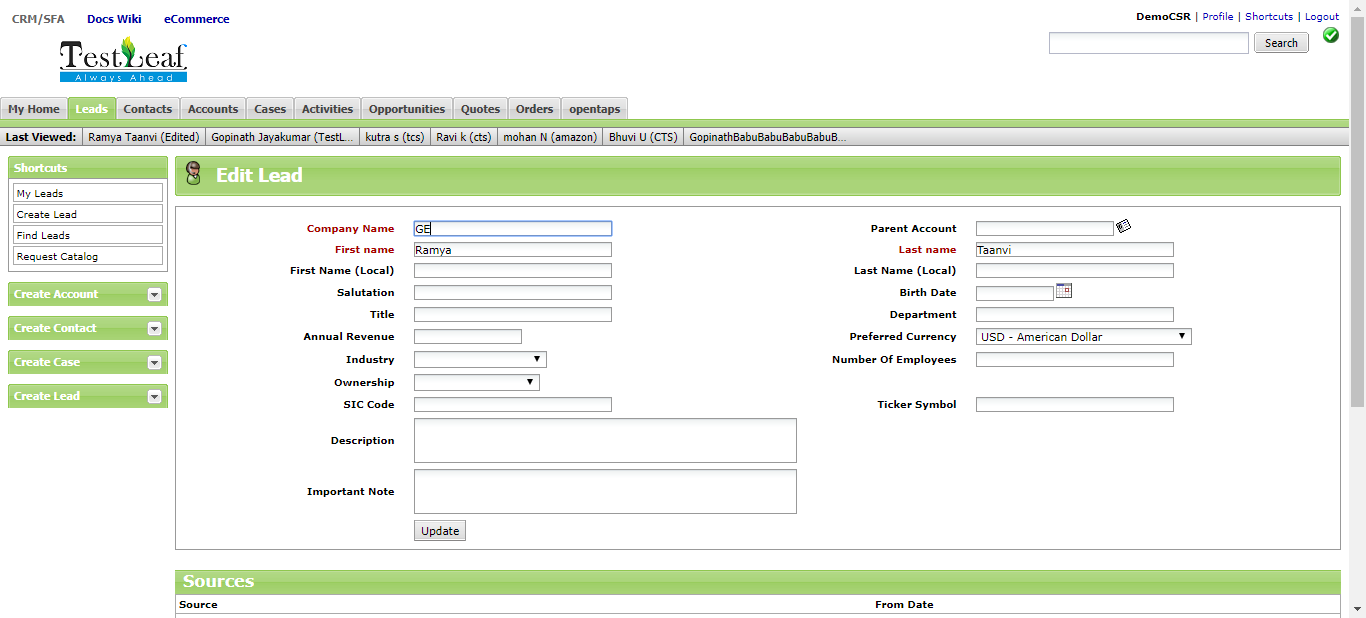 CRM/SFA Docs Wiki eCommerce
DemoCSR | Profile | Shortcuts | Logout
Search
TestLeaf
Always Ahead
My Home Leads Contacts Accounts Cases Activities Opportunities Quotes Orders opentaps
Last Viewed: Ramya Taanvi (Edited) Gopinath Jayakumar (TestL... kutra s (tcs) Ravi k (cts) mohan N (amazon) Bhuvi U (CTS) GopinathBabuBabuBabuBabuB...
Shortcuts
My Leads
Create Lead
Find Leads
Request Catalog
Create Account
Create Contact
Create Case
Create Lead
Edit Lead
Company Name GE Parent Account
First name Ramya Last name Taanvi
First Name (Local) Last Name (Local)
Salutation Birth Date
Title Department
Annual Revenue Preferred Currency USD - American Dollar
Industry Number Of Employees
Ownership
SIC Code Ticker Symbol
Description
Important Note
Update
Sources
Source From Date